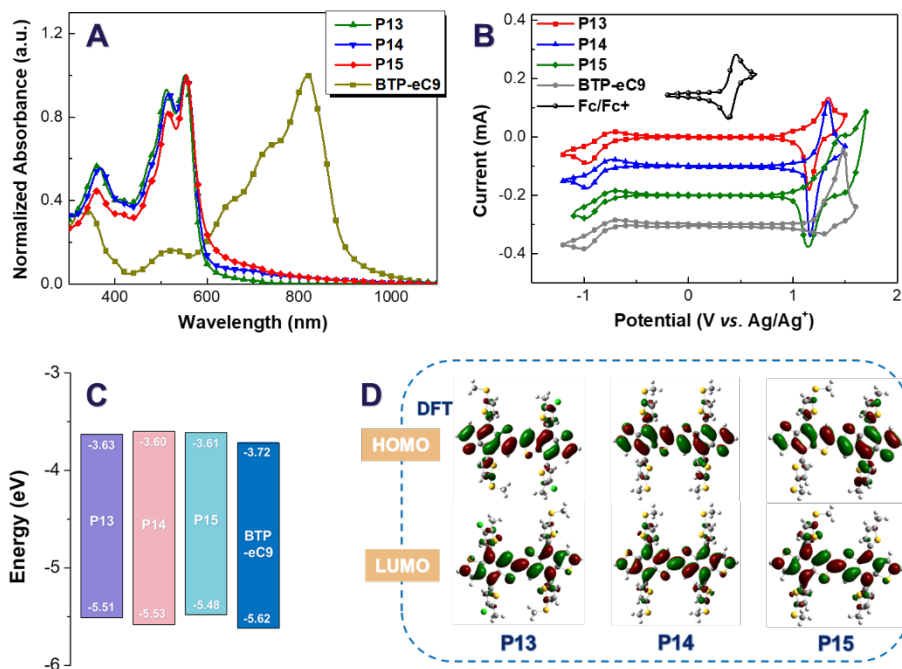 A
P13
P14
P15
BTP-eC9
Normalized Absorbance (a.u.)
1.2
0.8
0.4
0.0
400 600 800 1000
Wavelength (nm)
B
P13
P14
P15
BTP-eC9
Fc/Fc+
Current (mA)
0.4
0.2
0.0
-0.2
-0.4
-1 0 1 2
Potential (V vs. Ag/Ag+)
C
Energy (eV)
-3
-4
-5
-6
-3.63 -3.60 -3.61 -3.72
P13 P14 P15 BTP
-eC9
-5.51 -5.53 -5.48 -5.62
D
DFT
HOMO
LUMO
P13 P14 P15